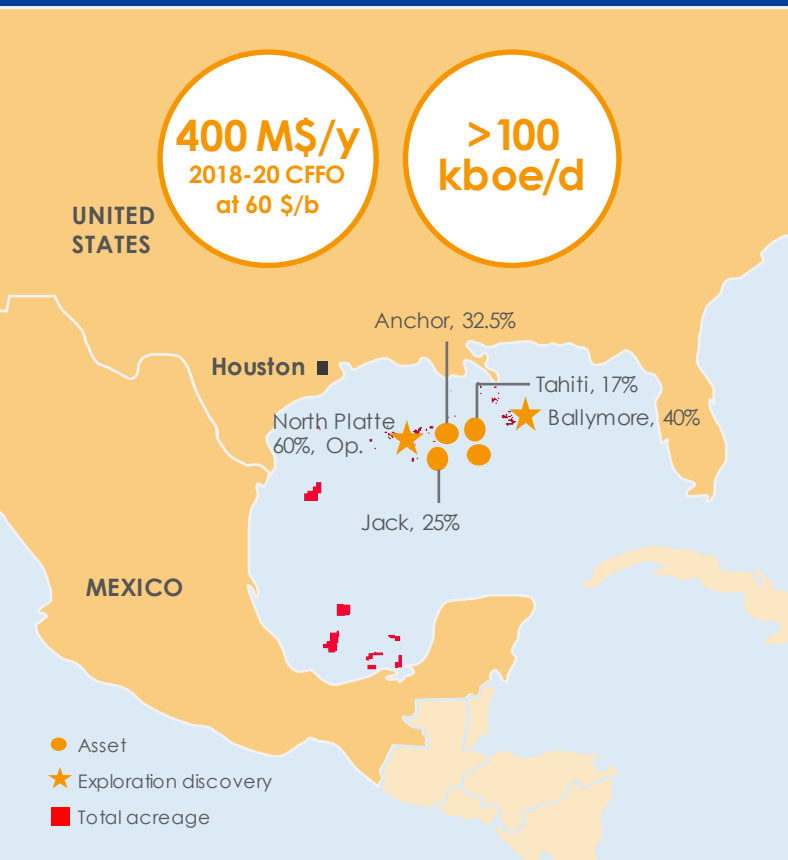 400 M$/y
2018-20 CFFO
at 60 $/b
>100
kboe/d
UNITED
STATES
Anchor, 32.5%
Houston
Tahiti, 17%
North Platte
60%, Op.
Ballymore, 40%
Jack, 25%
MEXICO
Asset
Exploration discovery
Total acreage